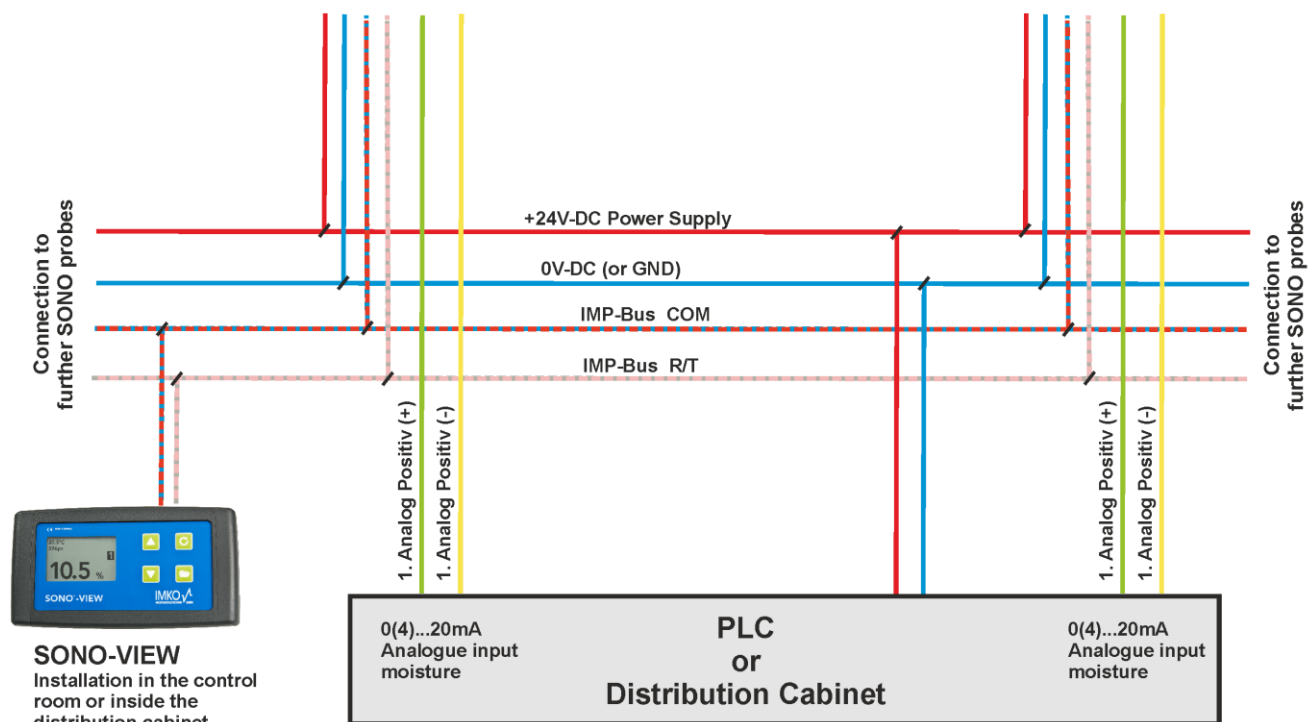 +24V-DC Power Supply
0V-DC (or GND)
IMP-Bus COM
IMP-Bus R/T
Connection to
further SONO probes
Connection to
further SONO probes
1. Analog Positiv (+)
1. Analog Positiv (-)
1. Analog Positiv (+)
1. Analog Positiv (-)
10.5 %
1
SONO-VIEW
IMKO
SONO-VIEW
Installation in the control
room or inside the
distribution cabinet
0(4)...20mA
Analogue input
moisture
PLC
or
Distribution Cabinet
0(4)...20mA
Analogue input
moisture